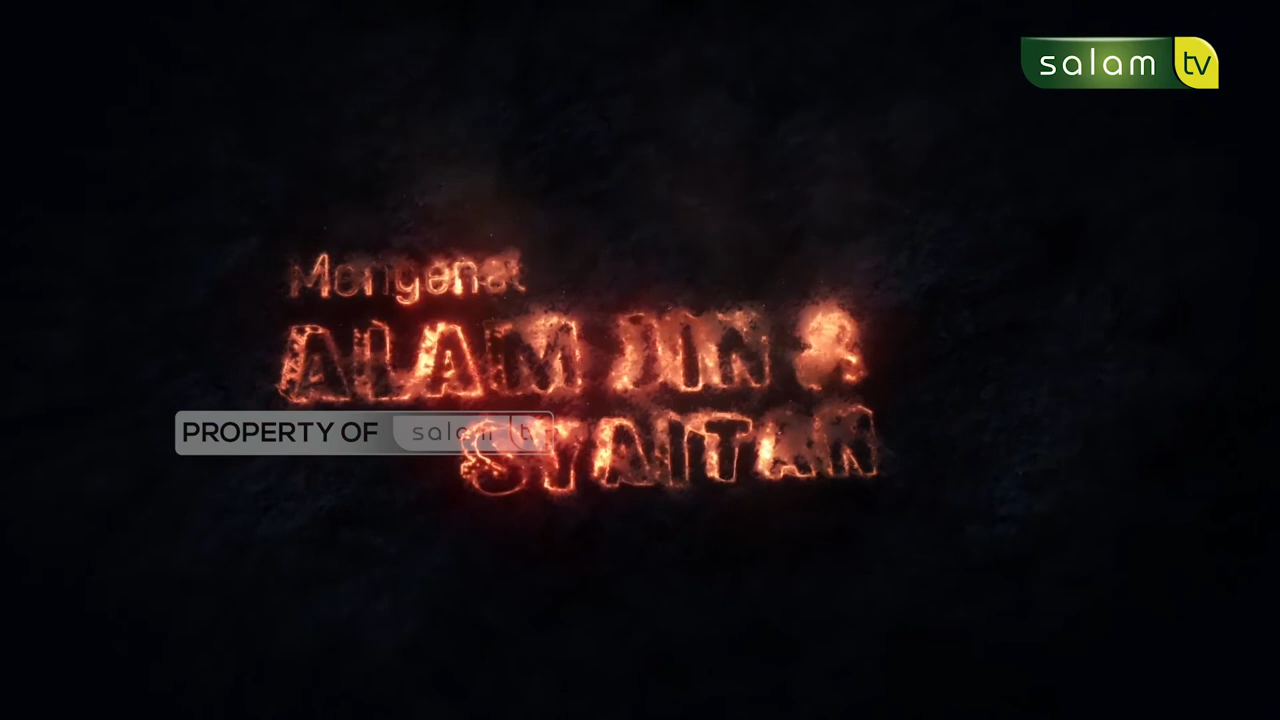 salam tv
Mengenal
ALAM JIN &
PROPERTY OF salam tv
SYAITAN